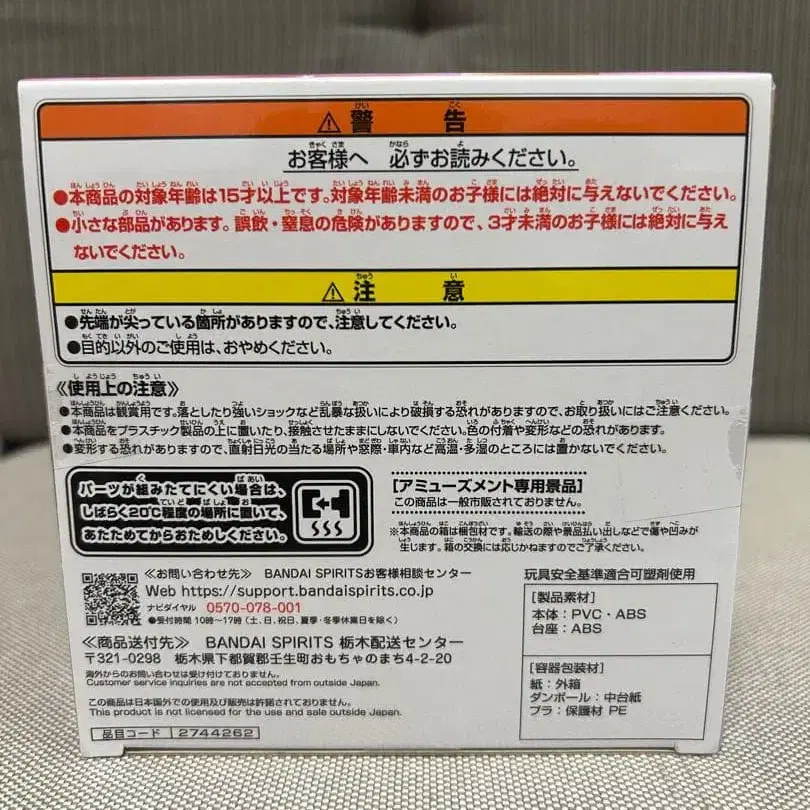 ⚠警告
お客様へ 必ずお読みください。
●本商品の対象年齢は15才以上です。対象年齢未満のお子様には絶対に与えないでください。
●小さな部品があります。誤飲・窒息の危険がありますので、3才未満のお子様には絶対に与え
ないでください。
⚠注意
●先端が尖っている箇所がありますので、注意してください。
●目的以外のご使用は、おやめください。
《使用上の注意》
●本商品は観賞用です。落としたり強いショックなど乱暴な扱いにより破損する恐れがありますので、お取り扱いにはご注意ください。
●本商品をプラスチック製品の上に置いたり、接触させたままにしないでください。色の付着や変形などの恐れがあります。
●変形する恐れがありますので、直射日光の当たる場所や窓際・車内など高温・多湿のところには置かないでください。
パーツが組みたてにくい場合は、
しばらく20℃程度の場所に置いて、
あたためてからおためしください。
[アミューズメント専用景品]
この商品は一般市販されておりません。
※本商品の箱は梱包材です。輸送の際や景品払い出しなどで傷や凹みが
生じます。箱の交換には応じかねますのでご了承ください。
≪お問い合わせ先≫ BANDAI SPIRITSお客様相談センター
Web https://support.bandaispirits.co.jp
ナビダイヤル 0570-078-001
●受付時間 10時〜17時 (土、日、祝日、夏季・冬季休業日を除く)
≪商品送付先≫ BANDAI SPIRITS 栃木配送センター
〒321-0298 栃木県下都賀郡壬生町おもちゃのまち4-2-20
海外からのお問い合わせは受け付けておりません。
Customer service inquiries are not accepted from outside Japan.
この商品は日本国外での使用及び販売は許諾されておりません。
This product is not licensed for the use and sale outside Japan.
品目コード 2744262
玩具安全基準適合可塑剤使用
[製品素材]
本体:PVC・ABS
台座:ABS
[容器包装材]
紙:外箱
ダンボール:中台紙
プラ:保護材 PE